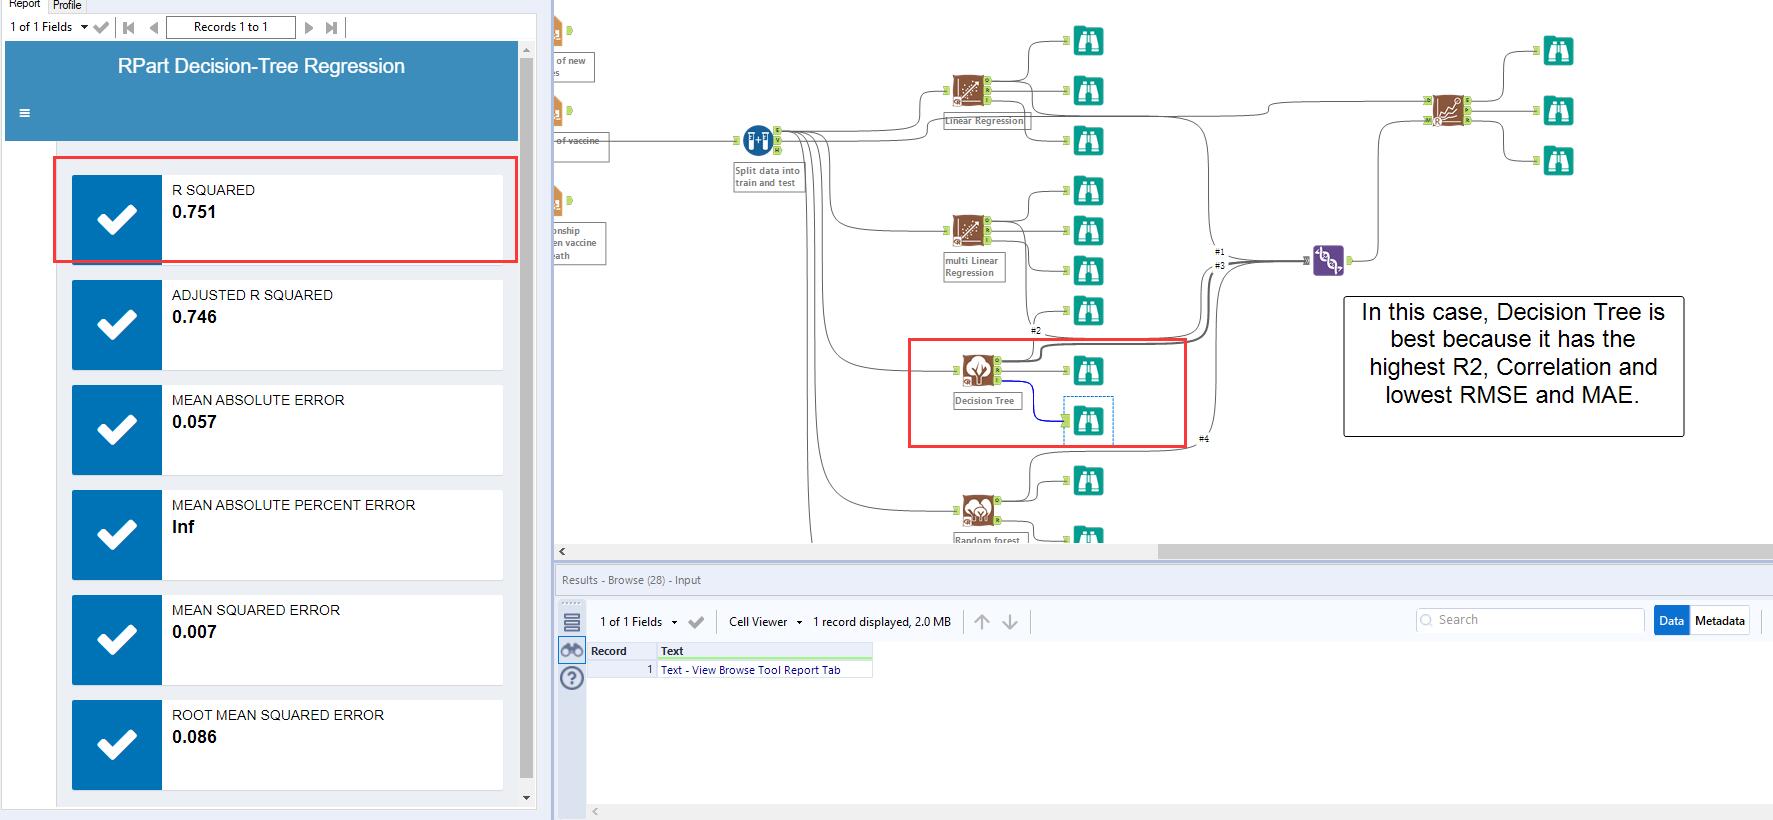 Report
Profile
1 of 1 Fields
Records 1 to 1
RPart Decision-Tree Regression
R SQUARED
0.751
ADJUSTED R SQUARED
0.746
MEAN ABSOLUTE ERROR
0.057
MEAN ABSOLUTE PERCENT ERROR
Inf
MEAN SQUARED ERROR
0.007
ROOT MEAN SQUARED ERROR
0.086
of new
es
of vaccine
onship
en vaccine
eath
Split data into
train and test
E
V
H
Linear Regression
O
R
I
multi Linear
Regression
O
R
I
Decision Tree
O
R
I
Random forest
O
R
#1
#3
#2
#4
D
M
E
P
R
In this case, Decision Tree is
best because it has the
highest R2, Correlation and
lowest RMSE and MAE.
Results - Browse (28) - Input
1 of 1 Fields
Cell Viewer
1 record displayed, 2.0 MB
Search
Data
Metadata
Record
Text
1
Text - View Browse Tool Report Tab